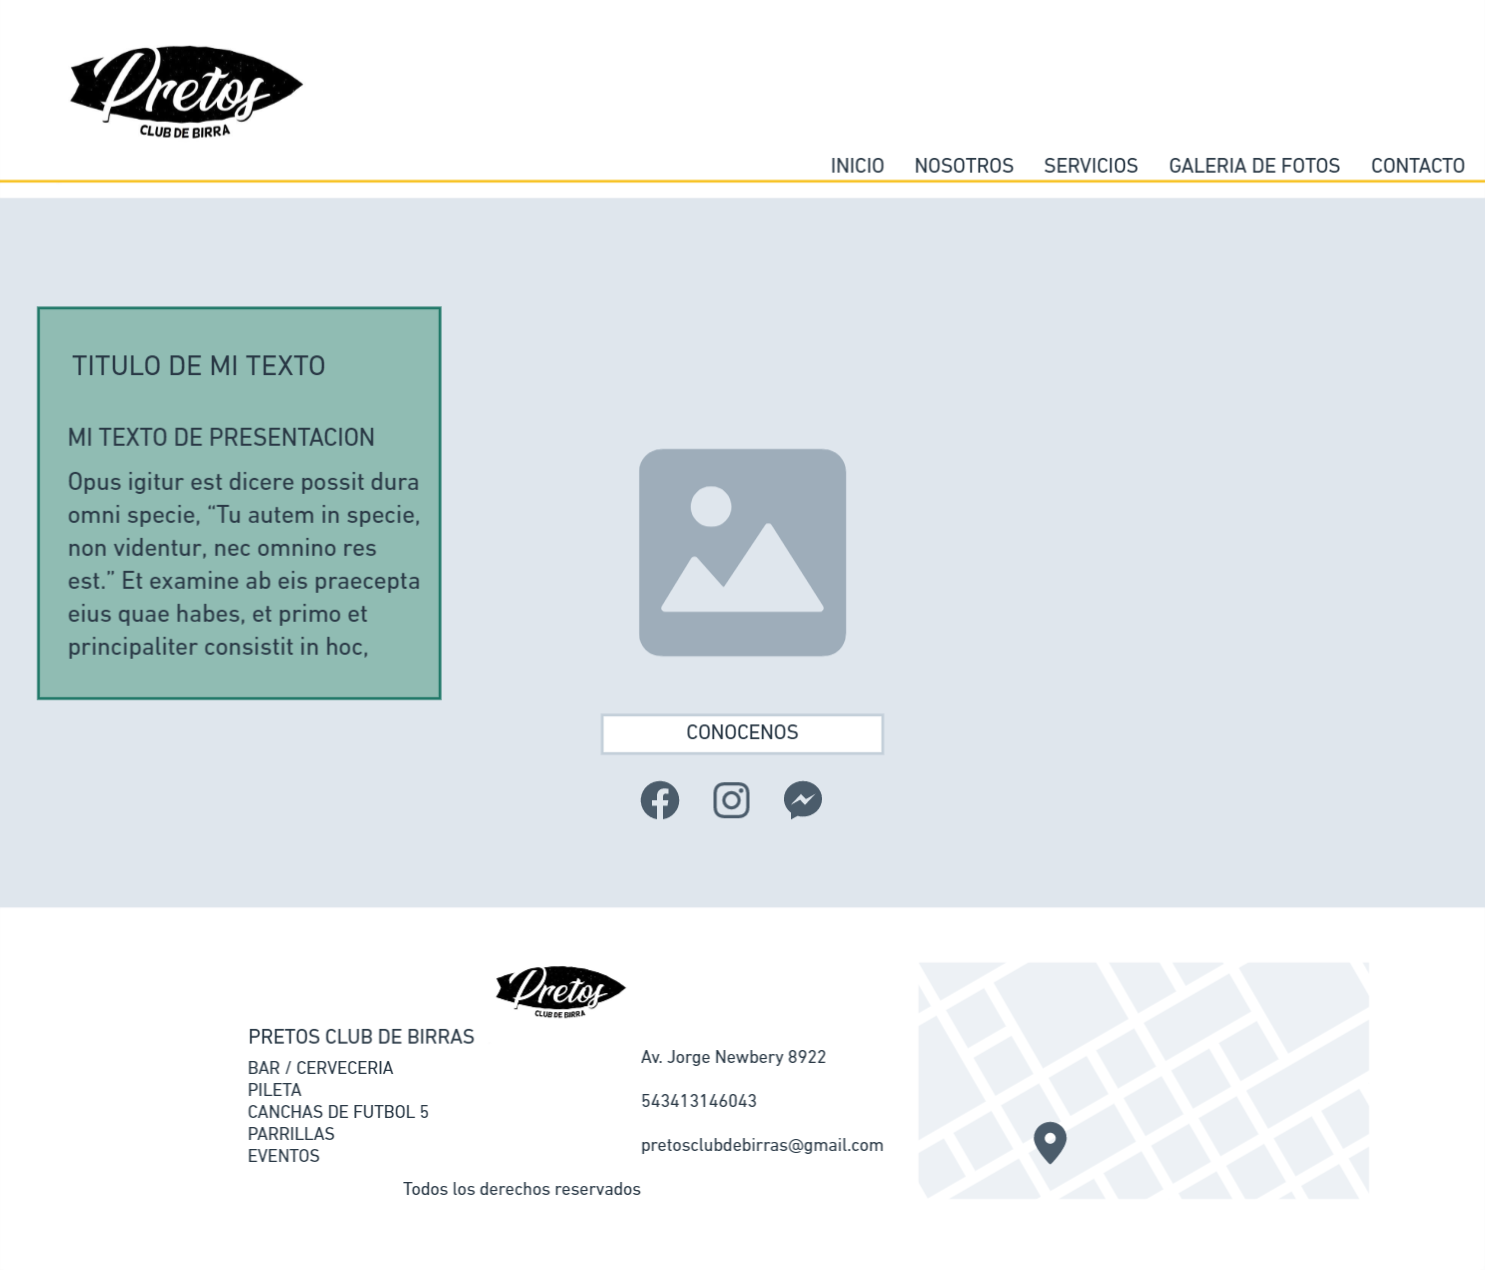 Pretos
CLUB DE BIRRA
INICIO NOSOTROS SERVICIOS GALERIA DE FOTOS CONTACTO
TITULO DE MI TEXTO
MI TEXTO DE PRESENTACION
Opus igitur est dicere possit dura
omni specie, “Tu autem in specie,
non videntur, nec omnino res
est.” Et examine ab eis praecepta
eius quae habes, et primo et
principaliter consistit in hoc,
CONOCENOS
Pretos
CLUB DE BIRRA
PRETOS CLUB DE BIRRAS
BAR / CERVECERIA
PILETA
CANCHAS DE FUTBOL 5
PARRILLAS
EVENTOS
Av. Jorge Newbery 8922
543413146043
pretosclubdebirras@gmail.com
Todos los derechos reservados